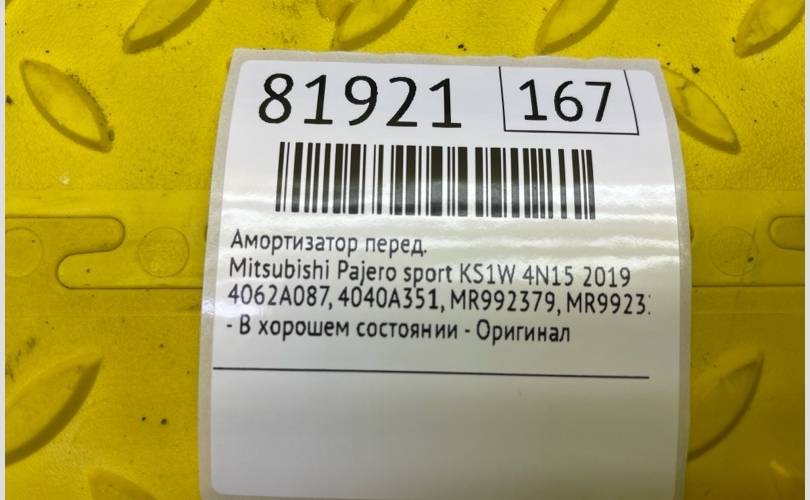 81921 167
Амортизатор перед.
Mitsubishi Pajero sport KS1W 4N15 2019
4062A087, 4040A351, MR992379,
- В хорошем состоянии - Оригинал